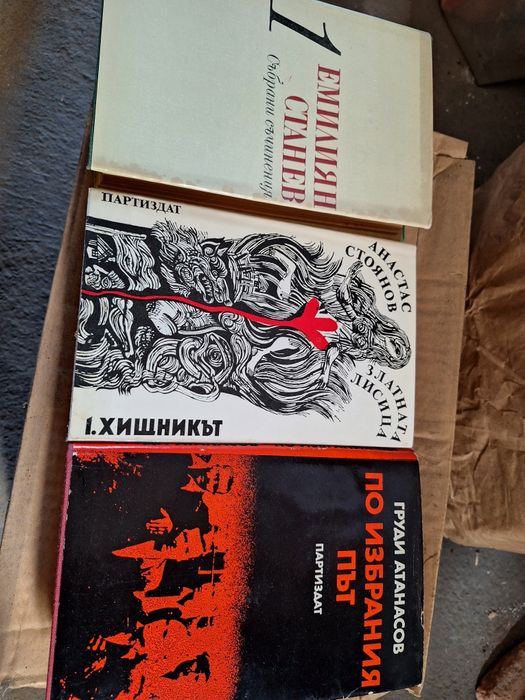 1
ЕМИЛИЯН
СТАНЕВ
Събрани съчинения
ПАРТИЗДАТ
АНАСТАС
СТОЯНОВ
ЗЛАТНАТА
ЛИСИЦА
1. ХИЩНИКЪТ
ГРУДИ АТАНАСОВ
ПО ИЗБРАНИЯ
ПЪТ
ПАРТИЗДАТ